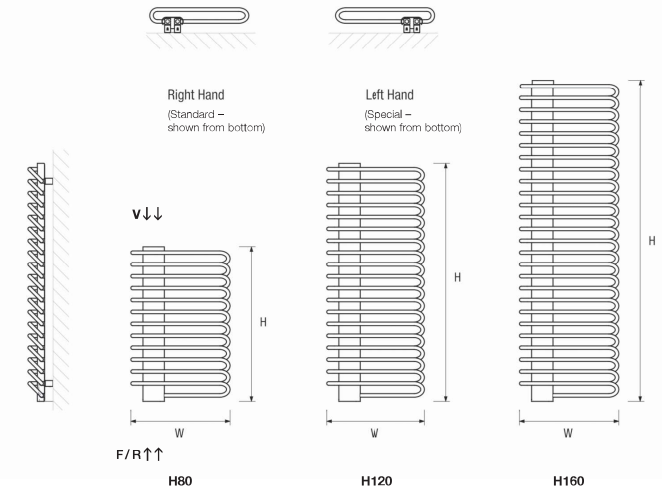 Right Hand
(Standard –
shown from bottom)
Left Hand
(Special –
shown from bottom)
V↓↓
H
H
H
W
W
W
F/R↑↑
H80
H120
H160